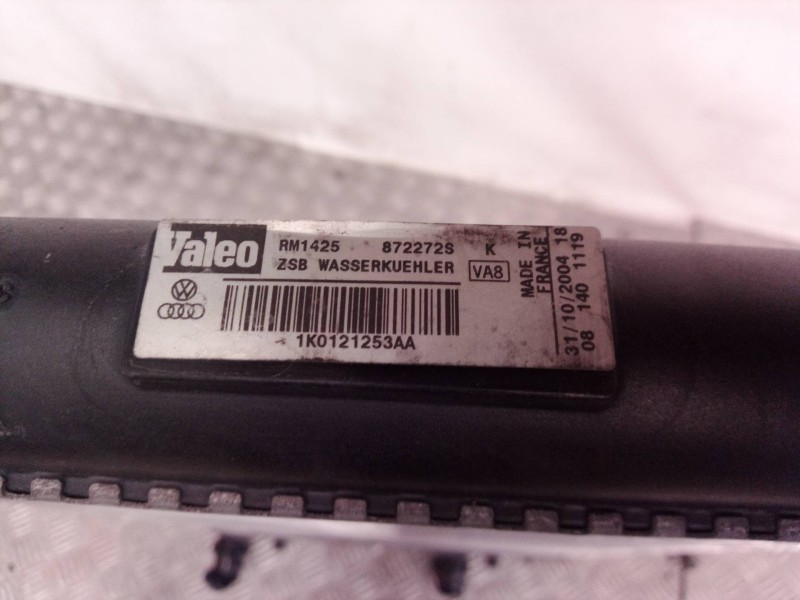 Valeo RM1425 872272S K
ZSB WASSERKUEHLER VA8
1K0121253AA
MADE IN
FRANCE
31/10/2004 18
08 140 1119